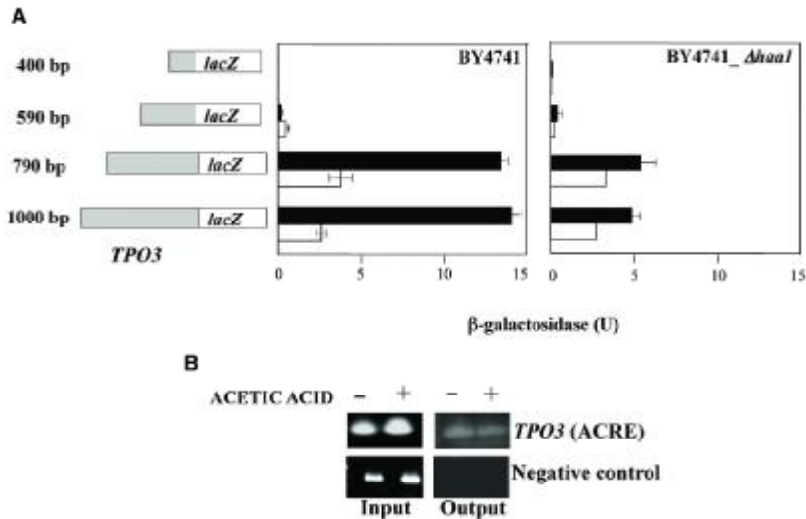 A
400 bp lacZ
590 bp lacZ
790 bp lacZ
1000 bp lacZ
TPO3
BY4741
BY4741_ Δhaa1
0 5 10 15
0 5 10 15
β-galactosidase (U)
B
ACETIC ACID − + − +
TPO3 (ACRE)
Negative control
Input Output